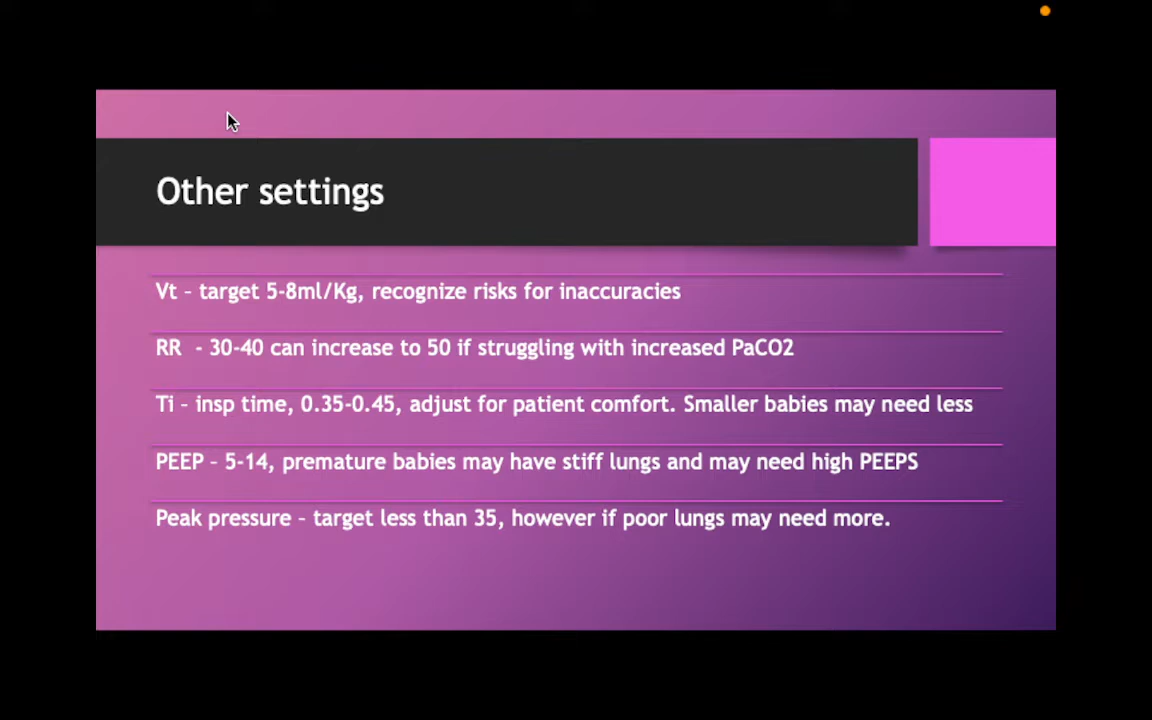 Other settings
Vt – target 5-8ml/Kg, recognize risks for inaccuracies
RR  - 30-40 can increase to 50 if struggling with increased PaCO2
Ti – insp time, 0.35-0.45, adjust for patient comfort. Smaller babies may need less
PEEP – 5-14, premature babies may have stiff lungs and may need high PEEPS
Peak pressure – target less than 35, however if poor lungs may need more.